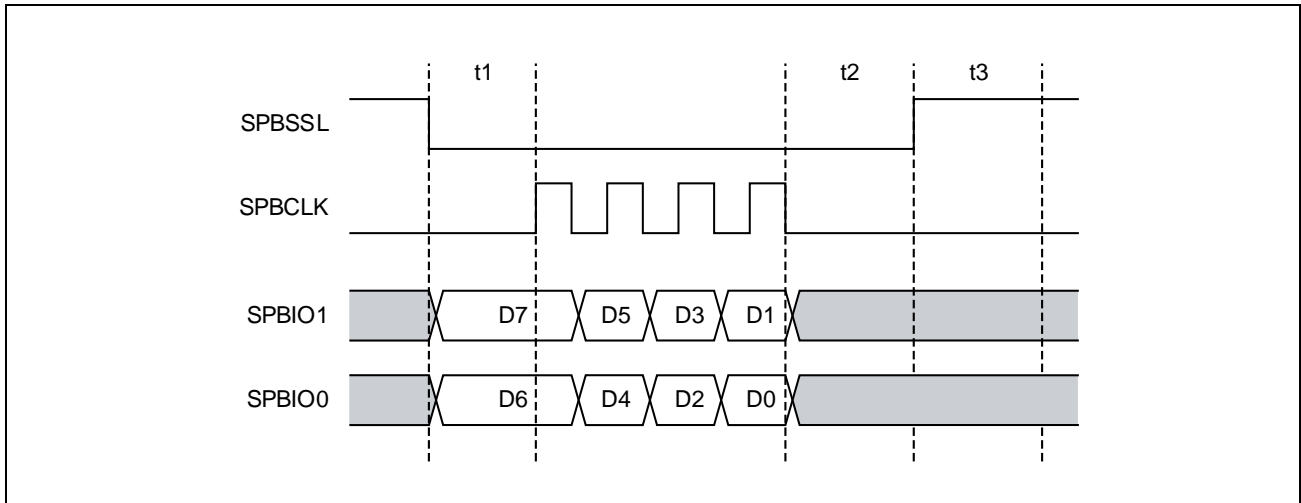 t1 t2 t3
SPBSSL
SPBCLK
SPBIO1 D7 D5 D3 D1
SPBIO0 D6 D4 D2 D0